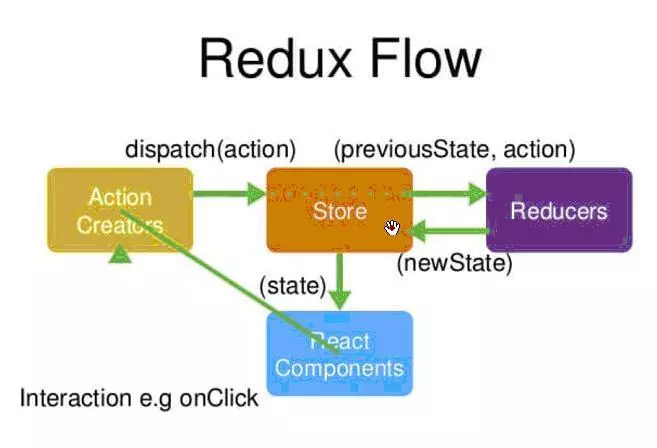 Redux Flow
dispatch(action)
(previousState, action)
Action
Creators
Store
Reducers
(newState)
(state)
React
Components
Interaction e.g onClick